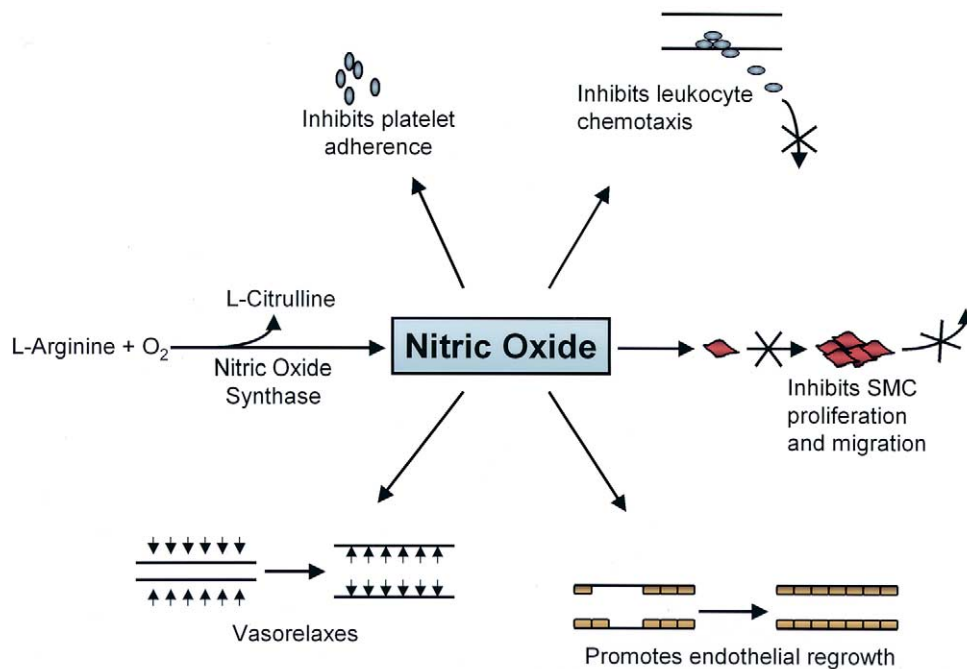 Inhibits platelet
adherence
Inhibits leukocyte
chemotaxis
L-Citrulline
L-Arginine + O₂
Nitric Oxide
Synthase
Nitric Oxide
Inhibits SMC
proliferation
and migration
Vasorelaxes
Promotes endothelial regrowth